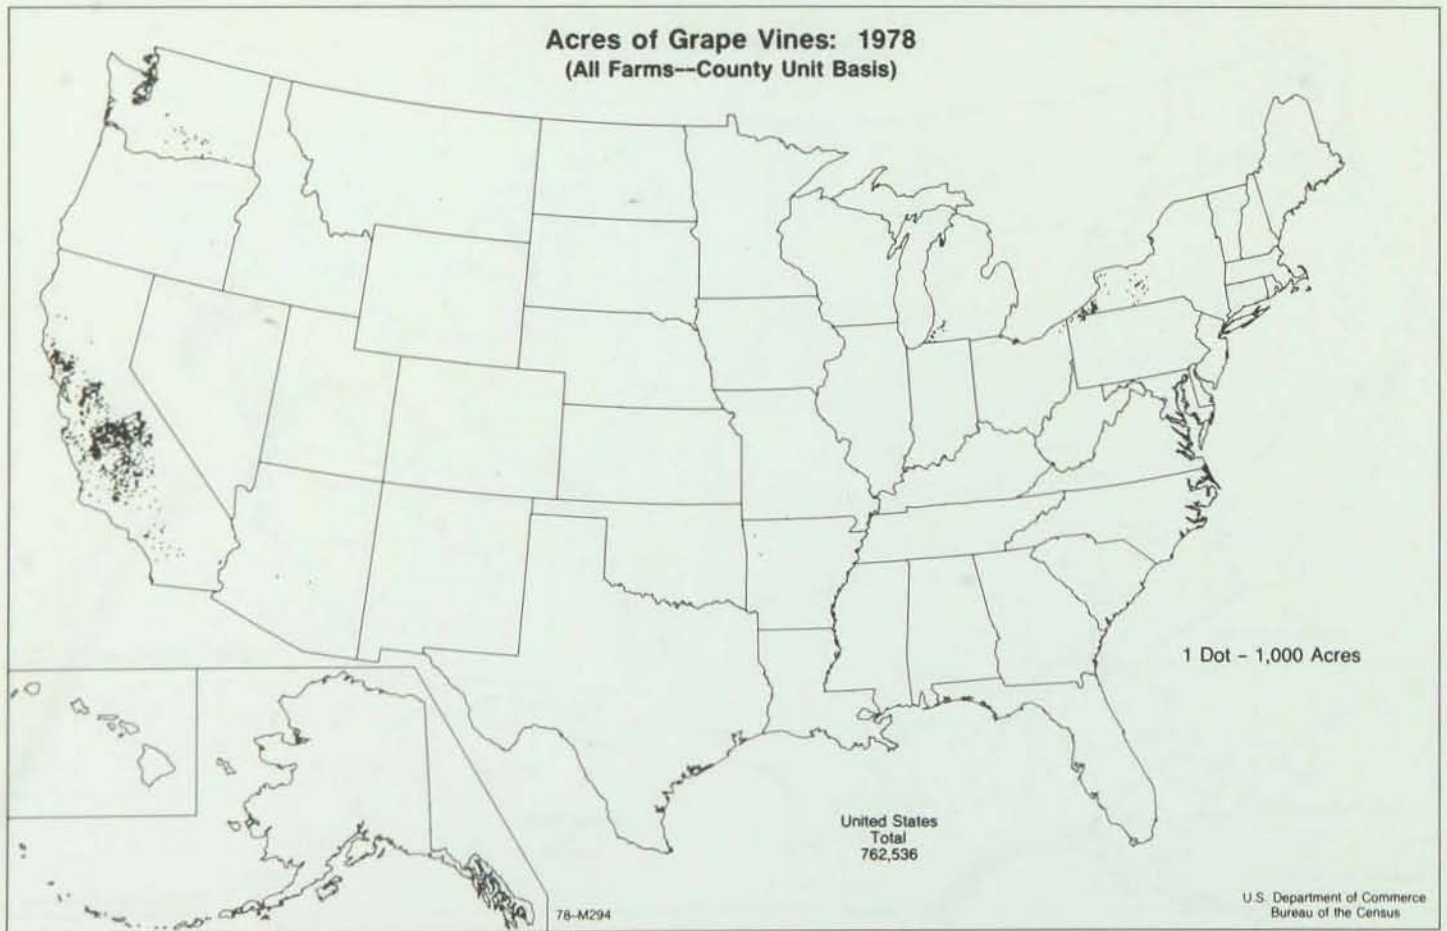 Acres of Grape Vines: 1978
(All Farms--County Unit Basis)
1 Dot - 1,000 Acres
United States
Total
762,536
78-M294
U.S. Department of Commerce
Bureau of the Census